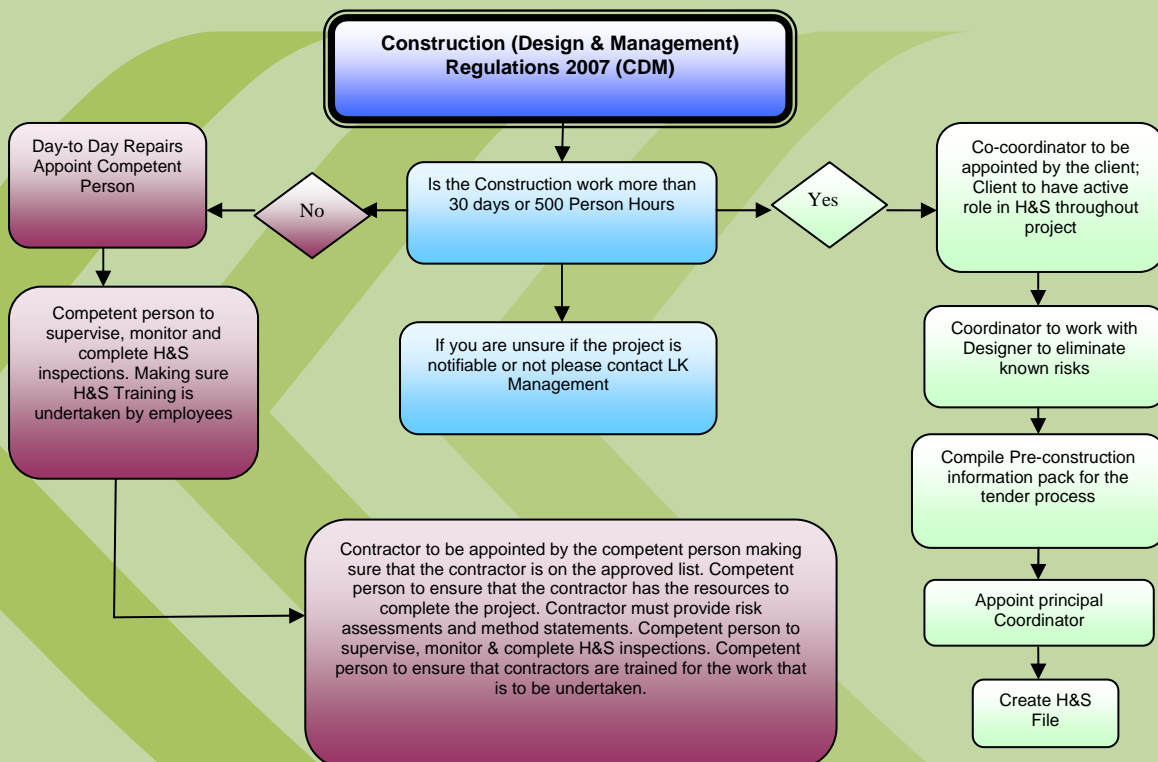 Construction (Design & Management)
Regulations 2007 (CDM)
Day-to Day Repairs
Appoint Competent
Person
No
Is the Construction work more than
30 days or 500 Person Hours
Yes
Co-coordinator to be
appointed by the client;
Client to have active
role in H&S throughout
project
Competent person to
supervise, monitor and
complete H&S
inspections. Making sure
H&S Training is
undertaken by employees
If you are unsure if the project is
notifiable or not please contact LK
Management
Coordinator to work with
Designer to eliminate
known risks
Compile Pre-construction
information pack for the
tender process
Contractor to be appointed by the competent person making
sure that the contractor is on the approved list. Competent
person to ensure that the contractor has the resources to
complete the project. Contractor must provide risk
assessments and method statements. Competent person to
supervise, monitor & complete H&S inspections. Competent
person to ensure that contractors are trained for the work that
is to be undertaken.
Appoint principal
Coordinator
Create H&S
File